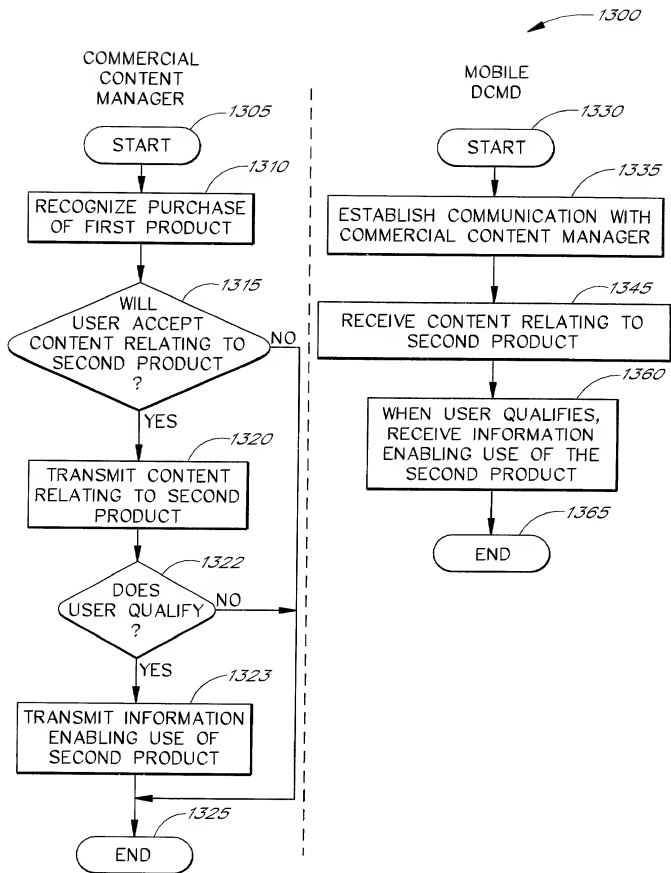 1300
COMMERCIAL
CONTENT
MANAGER
1305
START
1310
RECOGNIZE PURCHASE
OF FIRST PRODUCT
1315
WILL
USER ACCEPT
CONTENT RELATING TO
SECOND PRODUCT
?
NO
YES
1320
TRANSMIT CONTENT
RELATING TO SECOND
PRODUCT
1322
DOES
USER QUALIFY
?
NO
YES
1323
TRANSMIT INFORMATION
ENABLING USE OF
SECOND PRODUCT
1325
END
MOBILE
DCMD
1330
START
1335
ESTABLISH COMMUNICATION WITH
COMMERCIAL CONTENT MANAGER
1345
RECEIVE CONTENT RELATING TO
SECOND PRODUCT
1360
WHEN USER QUALIFIES,
RECEIVE INFORMATION
ENABLING USE OF THE
SECOND PRODUCT
1365
END